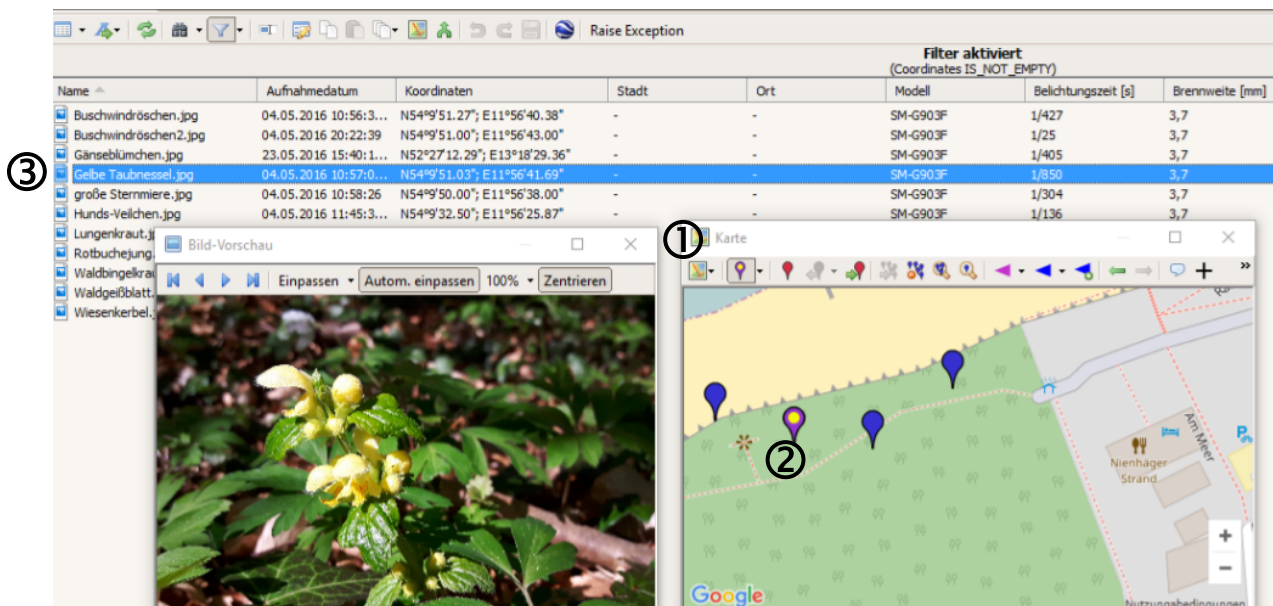 Raise Exception
Filter aktiviert
(Coordinates IS_NOT_EMPTY)
Name Aufnahmedatum Koordinaten Stadt Ort Modell Belichtungszeit [s] Brennweite [mm]
Buschwindröschen.jpg 04.05.2016 10:56:3... N54°9'51.27"; E11°56'40.38" - - SM-G903F 1/427 3,7
Buschwindröschen2.jpg 04.05.2016 20:22:39 N54°9'51.00"; E11°56'43.00" - - SM-G903F 1/25 3,7
Gänseblümchen.jpg 23.05.2016 15:40:1... N52°27'12.29"; E13°18'29.36" - - SM-G903F 1/405 3,7
③ Gelbe Taubnessel.jpg 04.05.2016 10:57:0... N54°9'51.03"; E11°56'41.69" - - SM-G903F 1/850 3,7
große Sternmiere.jpg 04.05.2016 10:58:26 N54°9'50.00"; E11°56'38.00" - - SM-G903F 1/304 3,7
Hunds-Veilchen.jpg 04.05.2016 11:45:3... N54°9'32.50"; E11°56'25.87" - - SM-G903F 1/136 3,7
Lungenkraut.j
Rotbuchejung.
Waldbingelkrau
Waldgeißblatt.
Wiesenkerbel.j
Bild-Vorschau
Einpassen Autom. einpassen 100% Zentrieren
① Karte
②
Am Meer
Nienhäger
Strand
Google
Nutzungsbedingungen